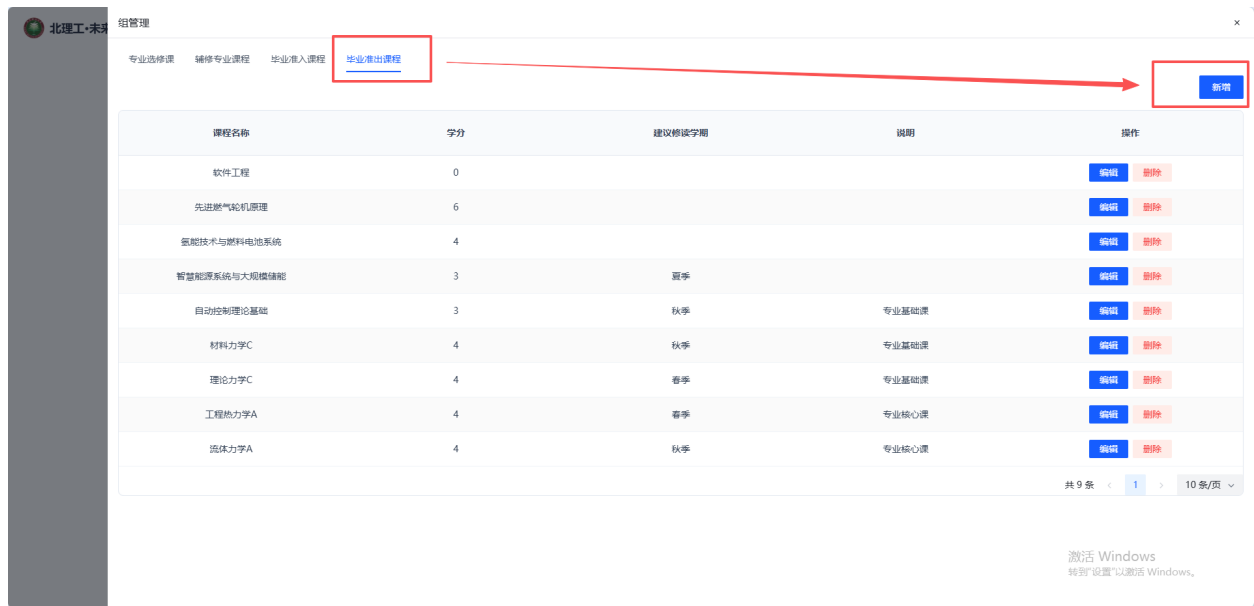 北理工·未来
组管理
×
专业选修课 辅修专业课程 毕业准入课程 毕业准出课程
新增
课程名称 学分 建议修读学期 说明 操作
软件工程 0 编辑 删除
先进燃气轮机原理 6 编辑 删除
氢能技术与燃料电池系统 4 编辑 删除
智慧能源系统与大规模储能 3 夏季 编辑 删除
自动控制理论基础 3 秋季 专业基础课 编辑 删除
材料力学C 4 秋季 专业基础课 编辑 删除
理论力学C 4 春季 专业基础课 编辑 删除
工程热力学A 4 春季 专业核心课 编辑 删除
流体力学A 4 秋季 专业核心课 编辑 删除
共 9 条 1 10 条/页
激活 Windows
转到"设置"以激活 Windows。